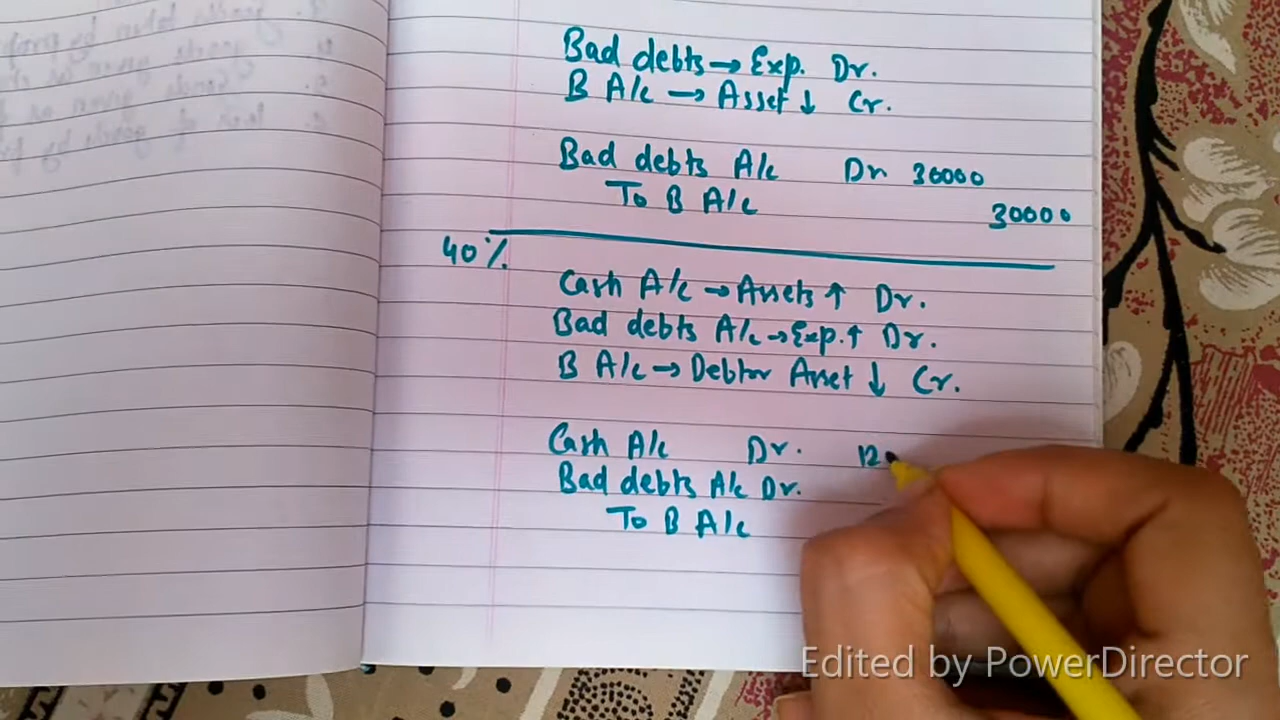 Bad debts → Exp. Dr.
B A/c → Asset ↓ Cr.
Bad debts A/c Dr 30000
To B A/c 30000
40%
Cash A/c → Assets ↑ Dr.
Bad debts A/c → Exp. ↑ Dr.
B A/c → Debtor Asset ↓ Cr.
Cash A/c Dr. 12
Bad debts A/c Dr.
To B A/c
Edited by PowerDirector